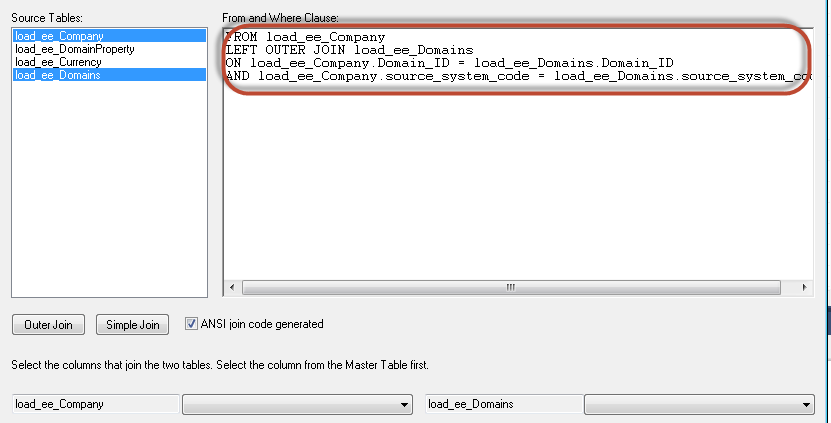 Source Tables:
load_ee_Company
load_ee_DomainProperty
load_ee_Currency
load_ee_Domains
From and Where Clause:
FROM load_ee_Company
LEFT OUTER JOIN load_ee_Domains
ON load_ee_Company.Domain_ID = load_ee_Domains.Domain_ID
AND load_ee_Company.source_system_code = load_ee_Domains.source_system_co
Outer Join
Simple Join
ANSI join code generated
Select the columns that join the two tables. Select the column from the Master Table first.
load_ee_Company
load_ee_Domains